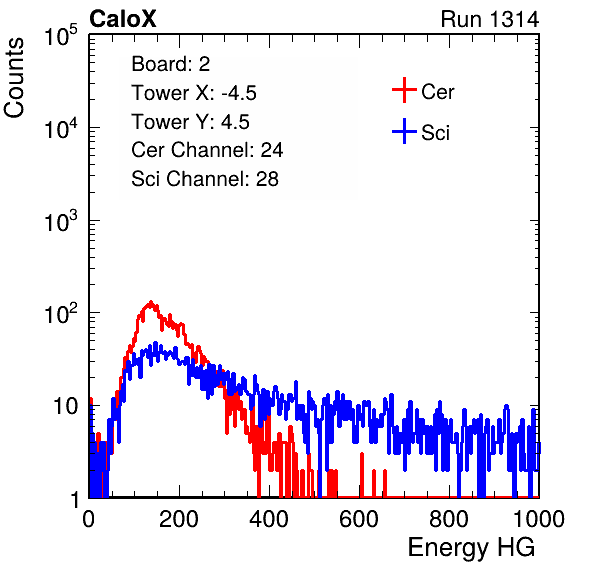 CaloX Run 1314
Counts
10^5
10^4
10^3
10^2
10
1
Board: 2
Tower X: -4.5
Tower Y: 4.5
Cer Channel: 24
Sci Channel: 28
Cer
Sci
0 200 400 600 800 1000
Energy HG